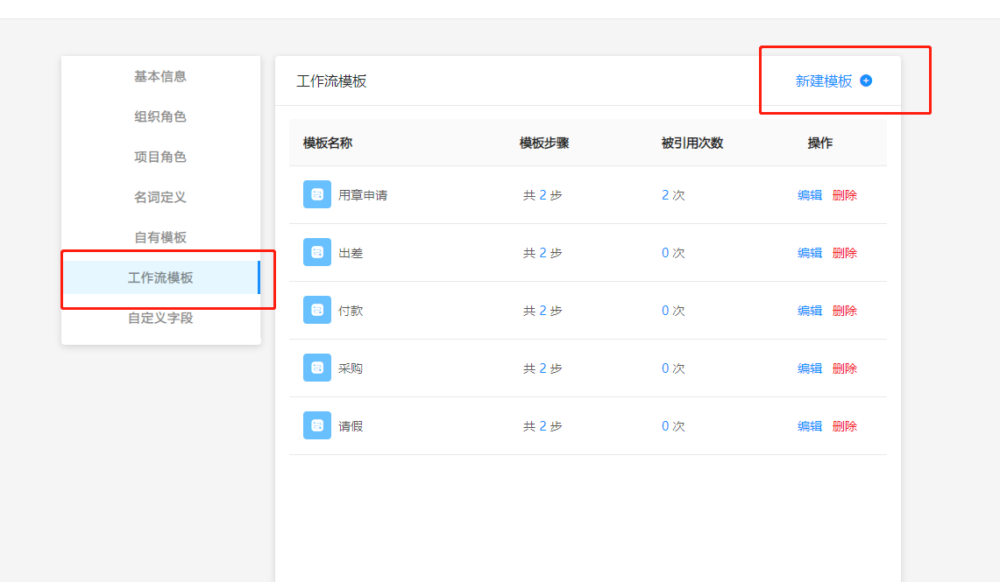 基本信息
组织角色
项目角色
名词定义
自有模板
工作流模板
自定义字段
工作流模板 新建模板
模板名称 模板步骤 被引用次数 操作
用章申请 共 2 步 2 次 编辑 删除
出差 共 2 步 0 次 编辑 删除
付款 共 2 步 0 次 编辑 删除
采购 共 2 步 0 次 编辑 删除
请假 共 2 步 0 次 编辑 删除